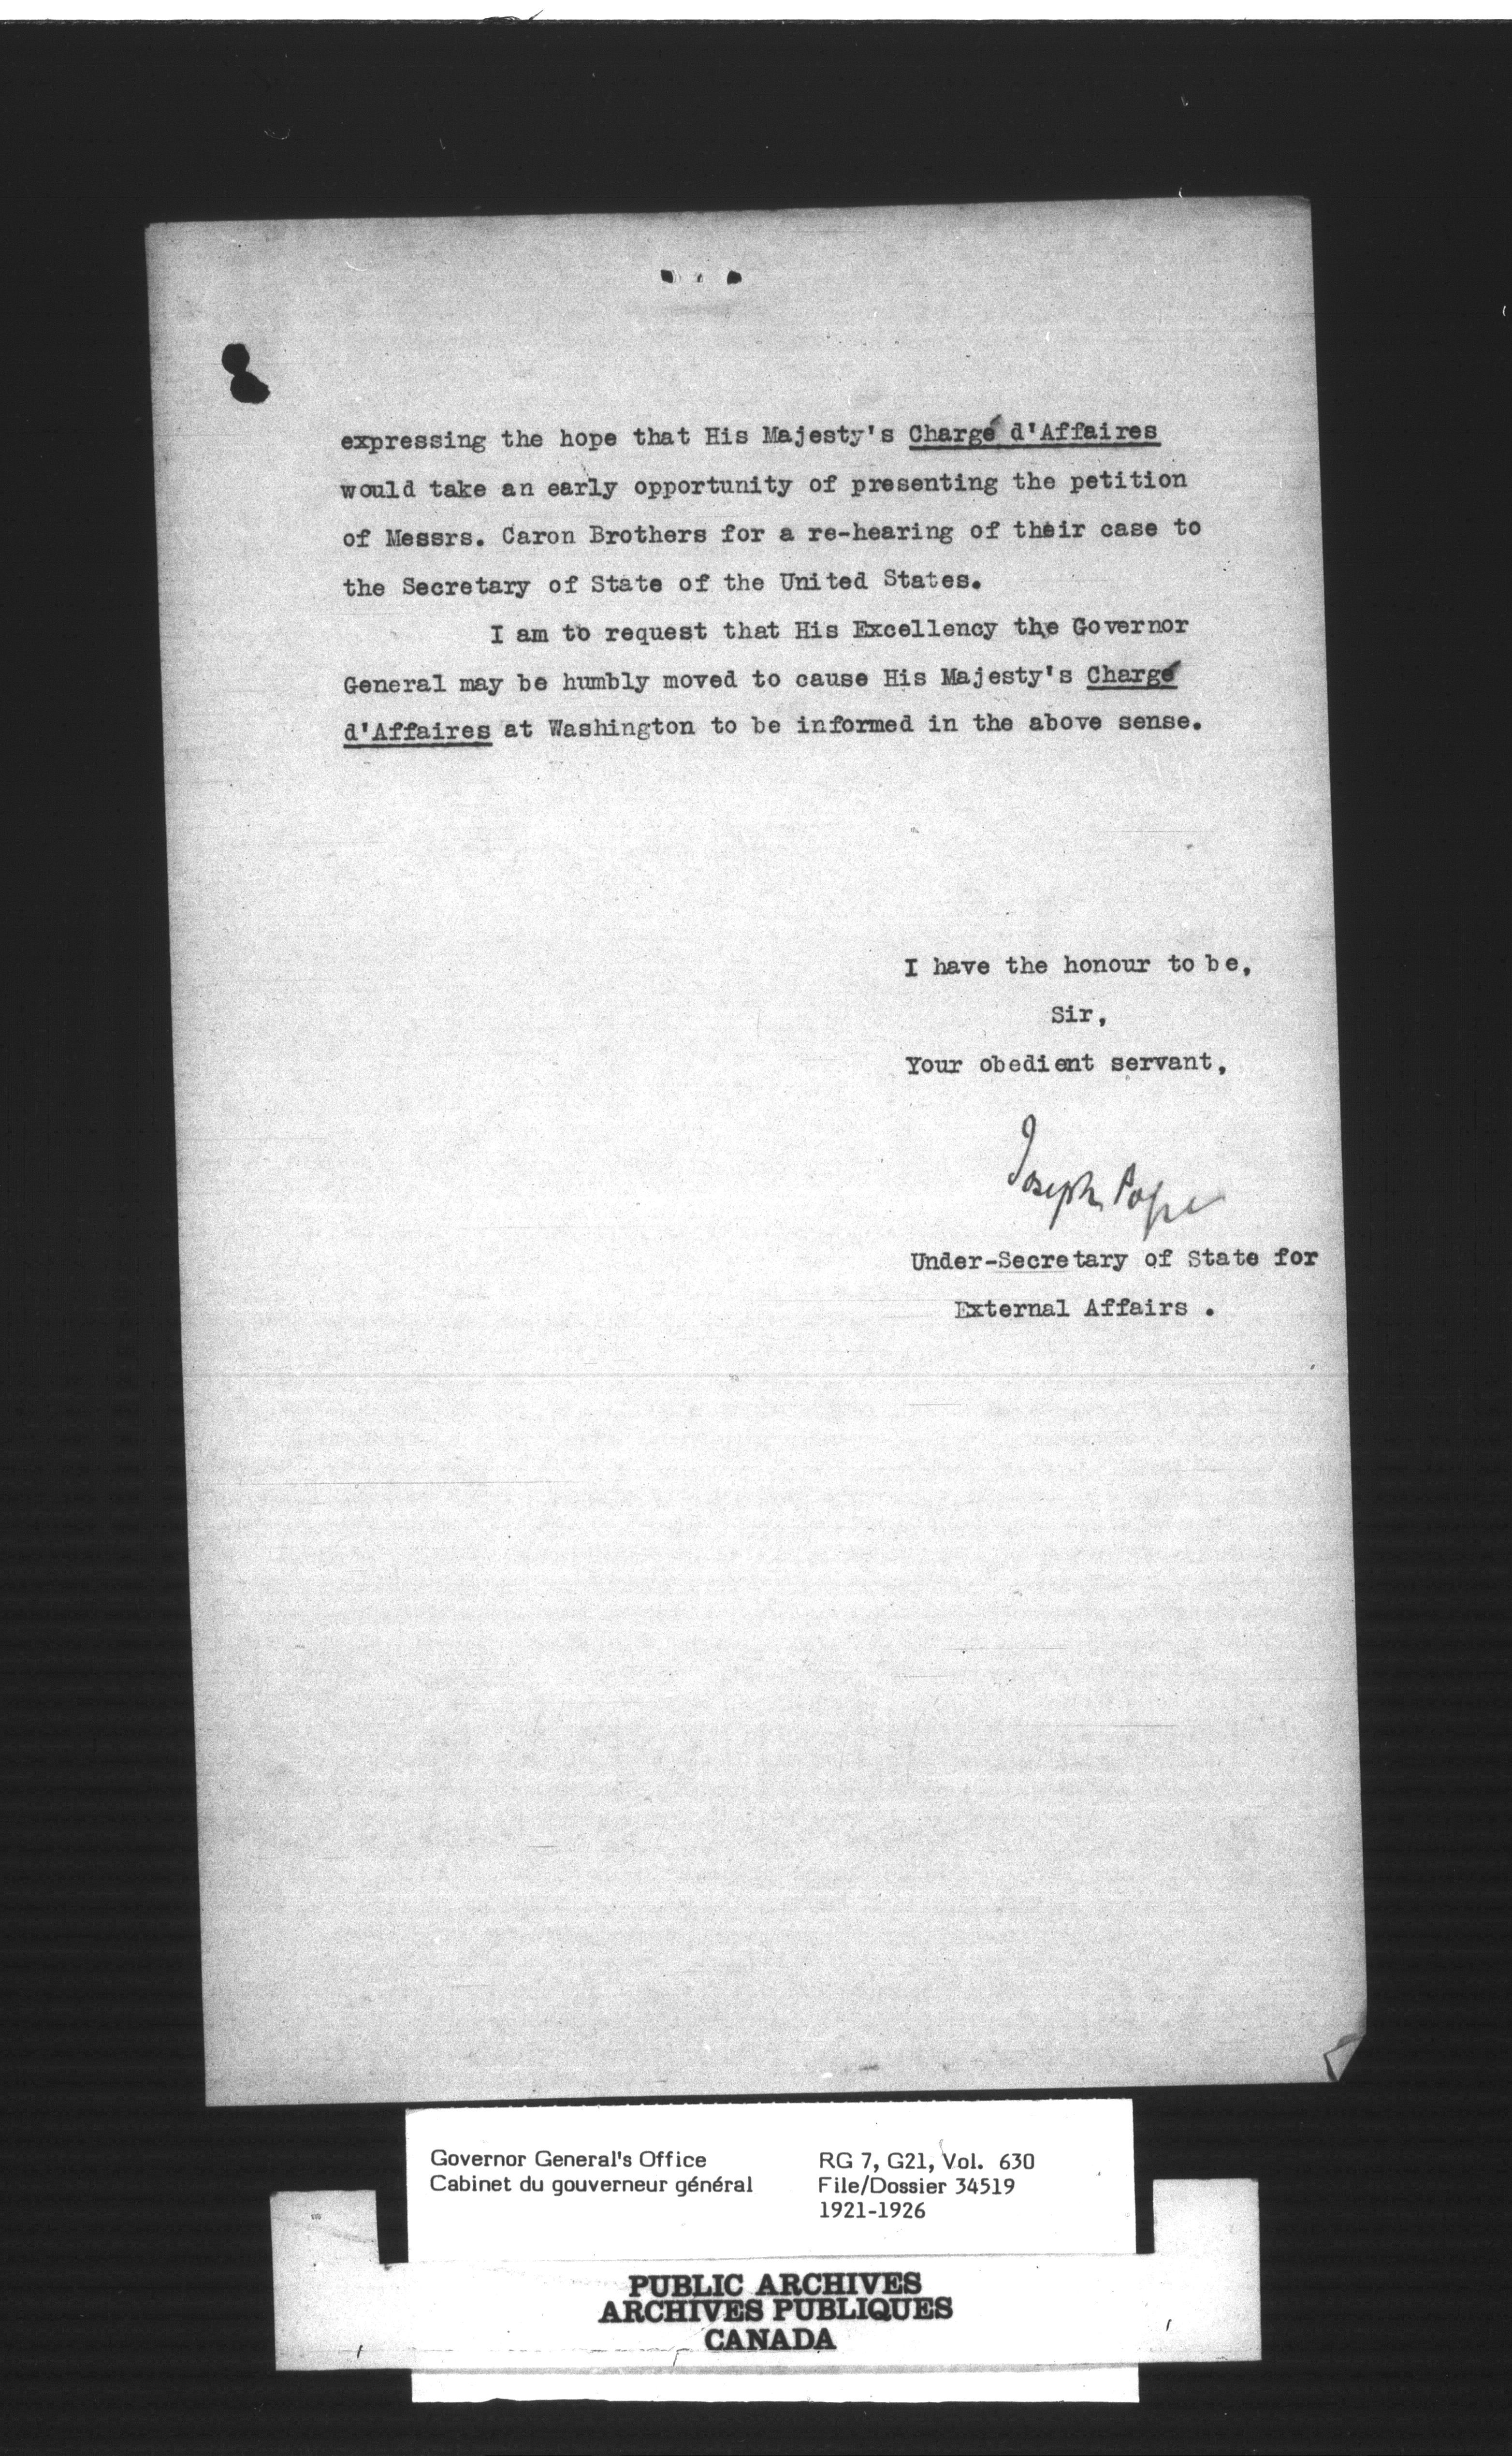 expressing the hope that His Majesty's Chargé d'Affaires
would take an early opportunity of presenting the petition
of Messrs. Caron Brothers for a re-hearing of their case to
the Secretary of State of the United States.
I am to request that His Excellency the Governor
General may be humbly moved to cause His Majesty's Chargé
d'Affaires at Washington to be informed in the above sense.
I have the honour to be,
Sir,
Your obedient servant,
Joseph Pope
Under-Secretary of State for
External Affairs .
Governor General's Office
Cabinet du gouverneur général
RG 7, G21, Vol. 630
File/Dossier 34519
1921-1926
PUBLIC ARCHIVES
ARCHIVES PUBLIQUES
CANADA